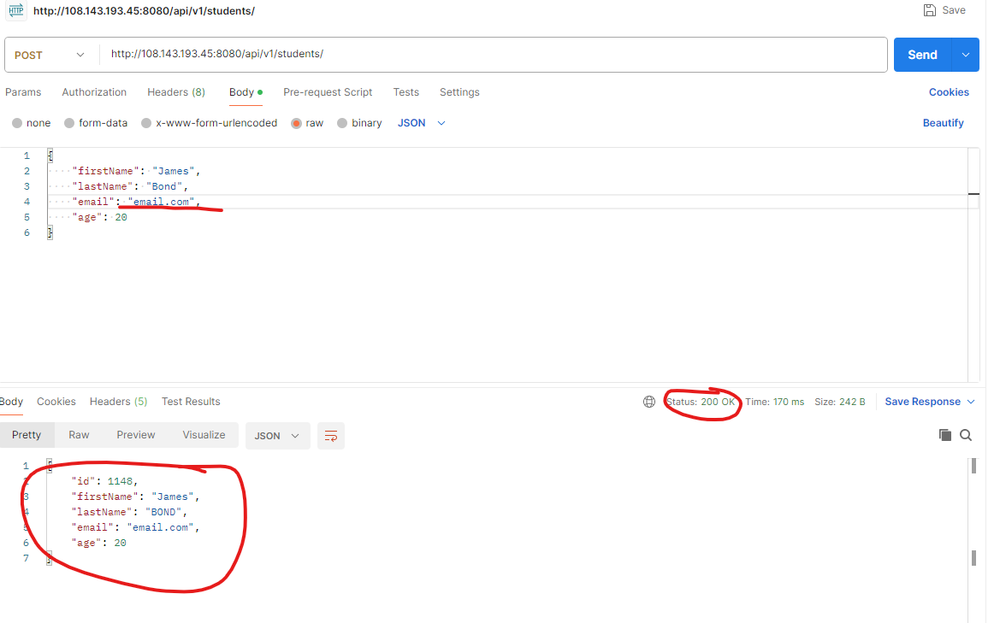 HTTP http://108.143.193.45:8080/api/v1/students/ Save
POST http://108.143.193.45:8080/api/v1/students/ Send
Params Authorization Headers (8) Body Pre-request Script Tests Settings Cookies
none form-data x-www-form-urlencoded raw binary JSON Beautify
1 {
2 "firstName": "James",
3 "lastName": "Bond",
4 "email": "email.com",
5 "age": 20
6 }
Body Cookies Headers (5) Test Results Status: 200 OK Time: 170 ms Size: 242 B Save Response
Pretty Raw Preview Visualize JSON
1 {
2 "id": 1148,
3 "firstName": "James",
4 "lastName": "BOND",
5 "email": "email.com",
6 "age": 20
7 }